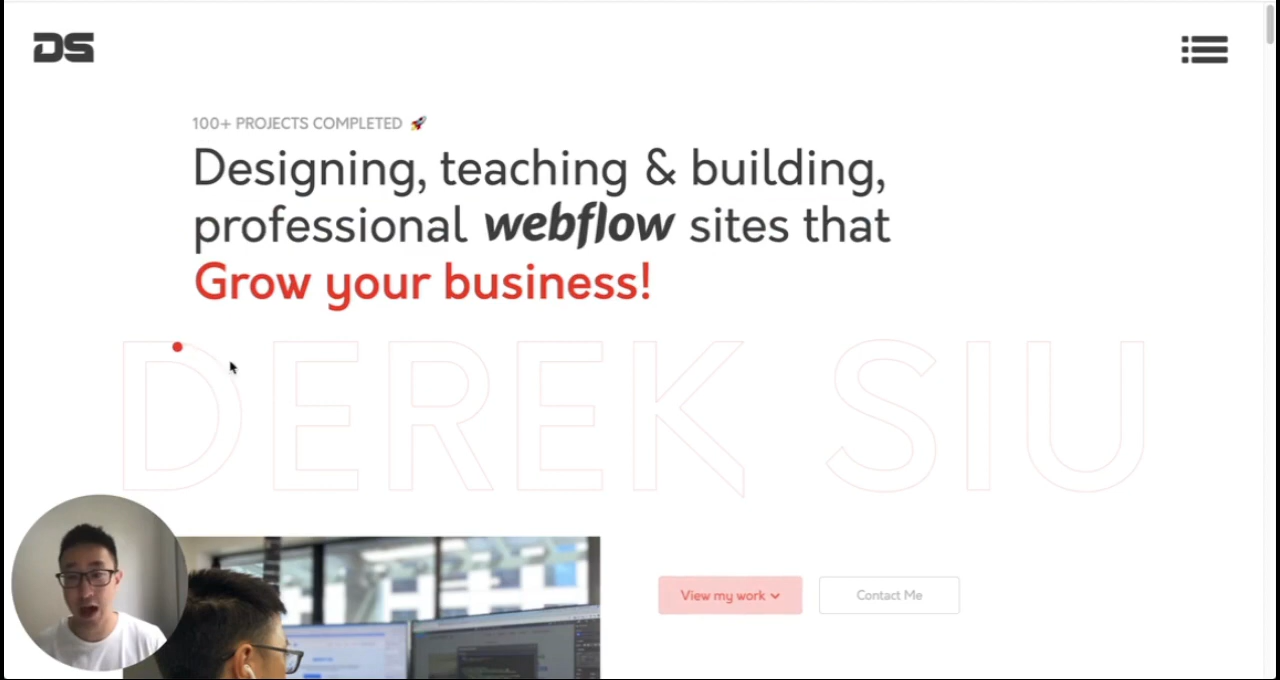 DS
100+ PROJECTS COMPLETED 🚀
Designing, teaching & building,
professional webflow sites that
Grow your business!
DEREK SIU
View my work
Contact Me